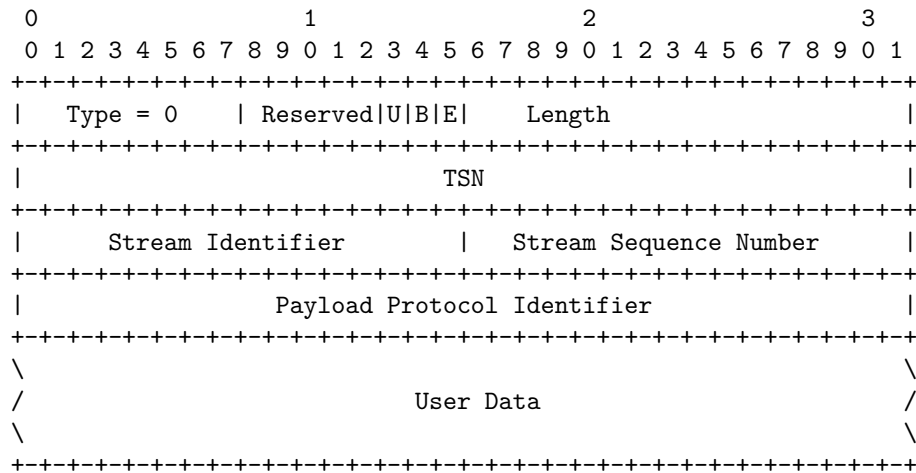 0                   1                   2                   3
 0 1 2 3 4 5 6 7 8 9 0 1 2 3 4 5 6 7 8 9 0 1 2 3 4 5 6 7 8 9 0 1
+-+-+-+-+-+-+-+-+-+-+-+-+-+-+-+-+-+-+-+-+-+-+-+-+-+-+-+-+-+-+-+-+
|   Type = 0    | Reserved|U|B|E|    Length                     |
+-+-+-+-+-+-+-+-+-+-+-+-+-+-+-+-+-+-+-+-+-+-+-+-+-+-+-+-+-+-+-+-+
|                              TSN                              |
+-+-+-+-+-+-+-+-+-+-+-+-+-+-+-+-+-+-+-+-+-+-+-+-+-+-+-+-+-+-+-+-+
|      Stream Identifier        |   Stream Sequence Number      |
+-+-+-+-+-+-+-+-+-+-+-+-+-+-+-+-+-+-+-+-+-+-+-+-+-+-+-+-+-+-+-+-+
|                  Payload Protocol Identifier                  |
+-+-+-+-+-+-+-+-+-+-+-+-+-+-+-+-+-+-+-+-+-+-+-+-+-+-+-+-+-+-+-+-+
\                                                               \
/                            User Data                          /
\                                                               \
+-+-+-+-+-+-+-+-+-+-+-+-+-+-+-+-+-+-+-+-+-+-+-+-+-+-+-+-+-+-+-+-+